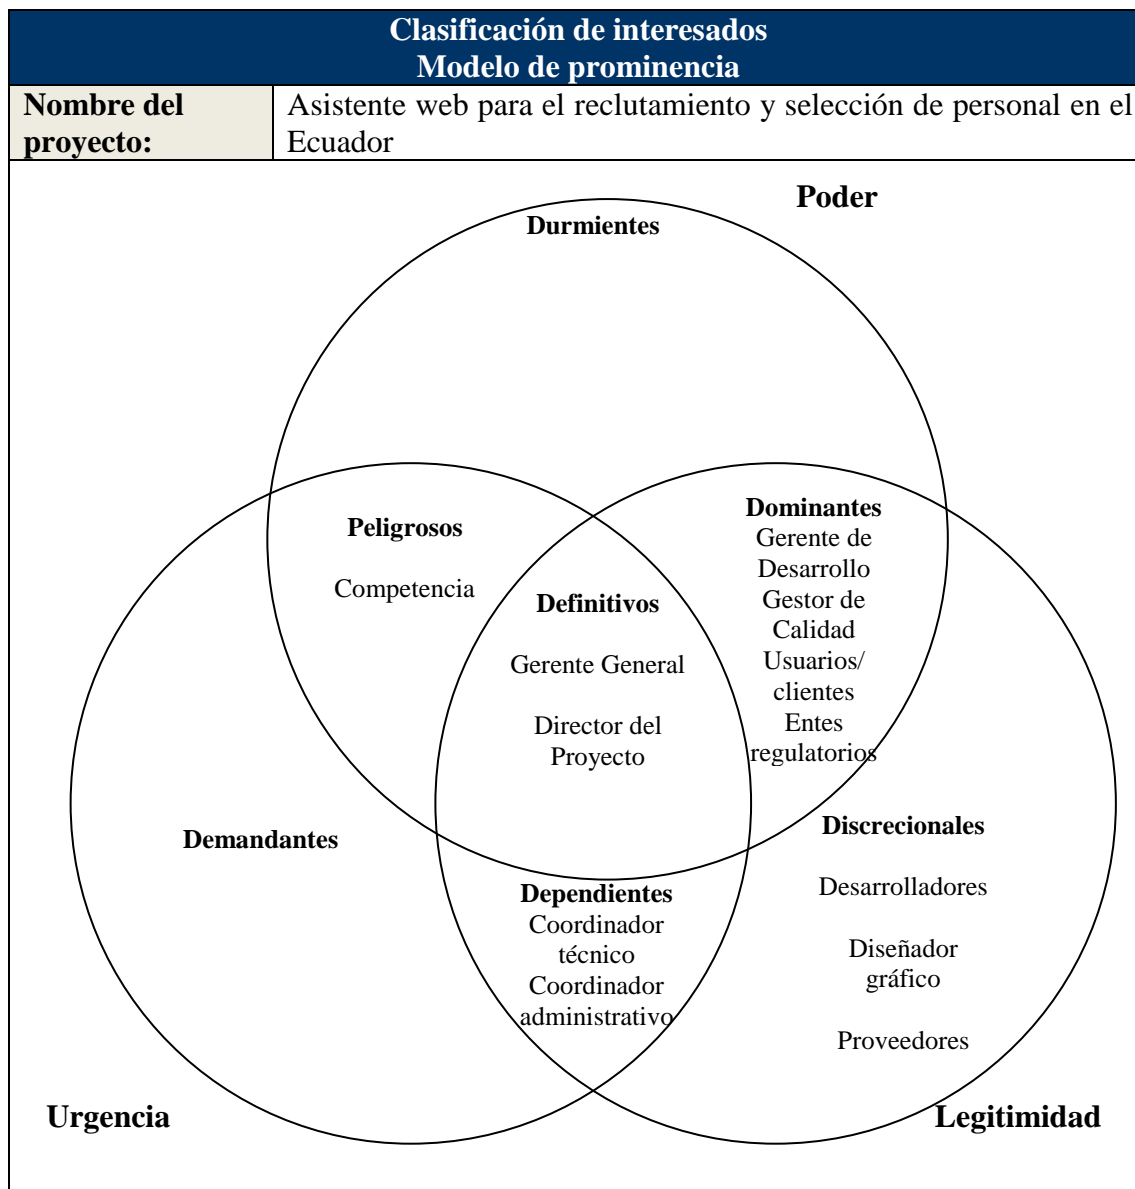 Clasificación de interesados
Modelo de prominencia
Nombre del
proyecto:
Asistente web para el reclutamiento y selección de personal en el
Ecuador
Poder
Durmientes
Peligrosos
Competencia
Dominantes
Gerente de
Desarrollo
Gestor de
Calidad
Usuarios/
clientes
Entes
regulatorios
Definitivos
Gerente General
Director del
Proyecto
Demandantes
Discrecionales
Desarrolladores
Diseñador
gráfico
Proveedores
Dependientes
Coordinador
técnico
Coordinador
administrativo
Urgencia
Legitimidad